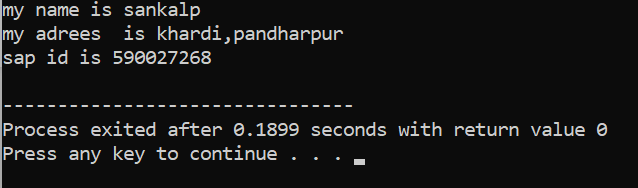 my name is sankalp
my adrees  is khardi,pandharpur
sap id is 590027268
--------------------------------
Process exited after 0.1899 seconds with return value 0
Press any key to continue . . .